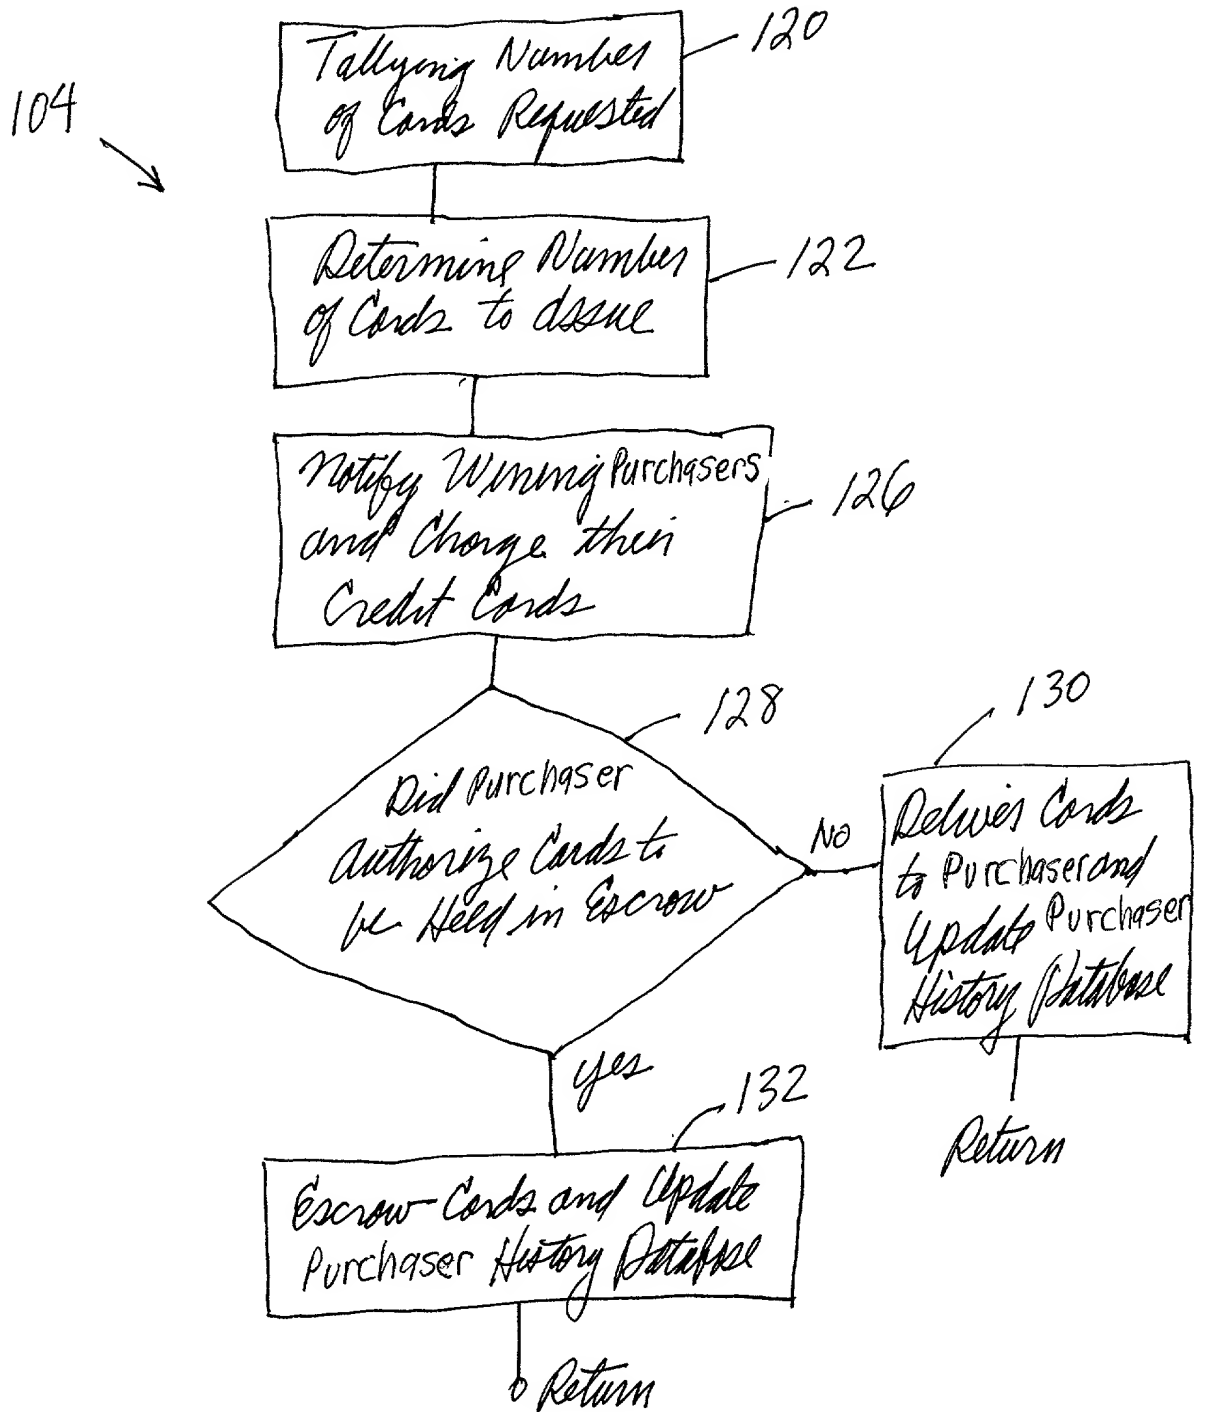 120
Tallying Number
of Cards Requested
104
122
Determine Number
of Cards to Issue
Notify Wining Purchasers
126
and Charge their
Credit Cards
128
130
Did Purchaser
Authorize Cards to
be Held in Escrow
No
Deliver Cards
to Purchaser and
Update Purchaser
History Database
Return
yes
132
Escrow Cards and Update
Purchaser History Database
Return